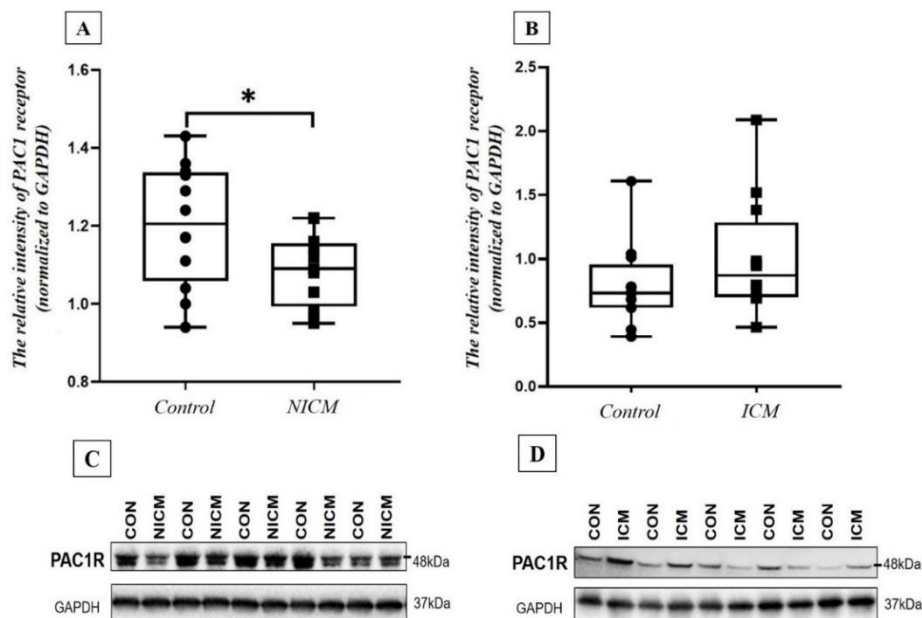 A
The relative intensity of PAC1 receptor
(normalized to GAPDH)
1.6
1.4
1.2
1.0
0.8
*
Control
NICM
B
The relative intensity of PAC1 receptor
(normalized to GAPDH)
2.5
2.0
1.5
1.0
0.5
0.0
Control
ICM
C
CON NICM CON NICM CON NICM CON NICM CON NICM
PAC1R
48kDa
GAPDH
37kDa
D
CON ICM CON ICM CON ICM CON ICM CON ICM
PAC1R
48kDa
GAPDH
37kDa